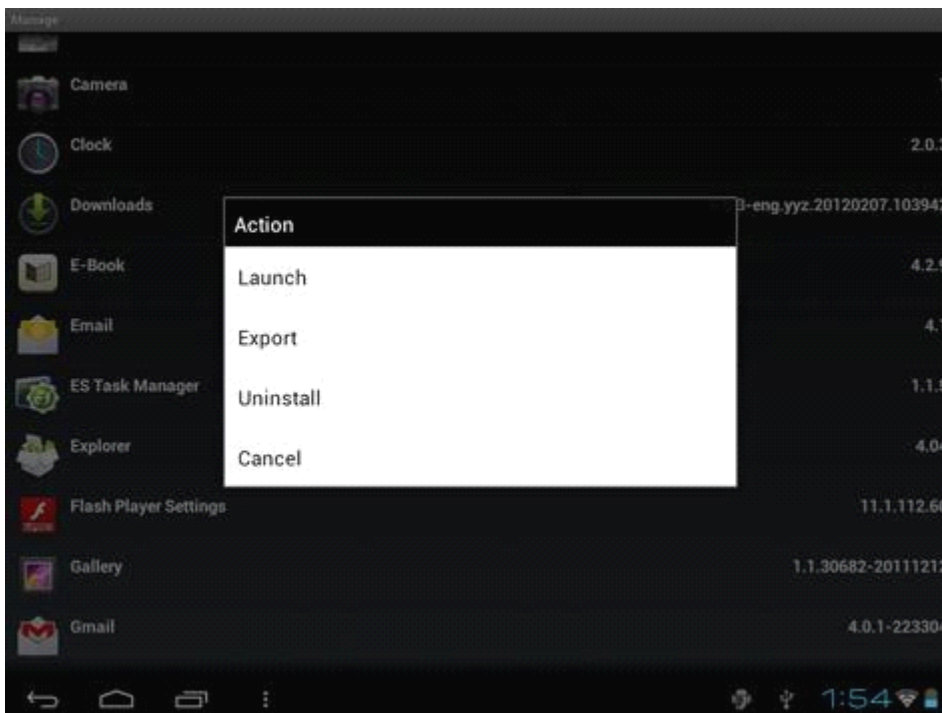 Manage
Camera
Clock 2.0.
Downloads 3-eng.yyz.20120207.10394
Action
Launch
Export
Uninstall
Cancel
E-Book 4.2.
Email 4.
ES Task Manager 1.1.
Explorer 4.0
Flash Player Settings 11.1.112.6
Gallery 1.1.30682-2011121
Gmail 4.0.1-22330
1:54